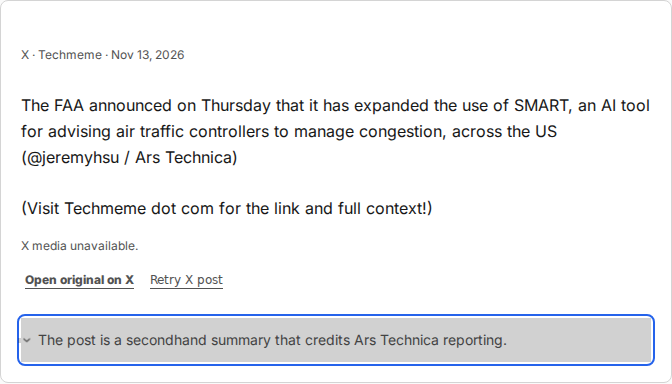 X · Techmeme · Nov 13, 2026
The FAA announced on Thursday that it has expanded the use of SMART, an AI tool
for advising air traffic controllers to manage congestion, across the US
(@jeremyhsu / Ars Technica)
(Visit Techmeme dot com for the link and full context!)
X media unavailable.
Open original on X Retry X post
The post is a secondhand summary that credits Ars Technica reporting.